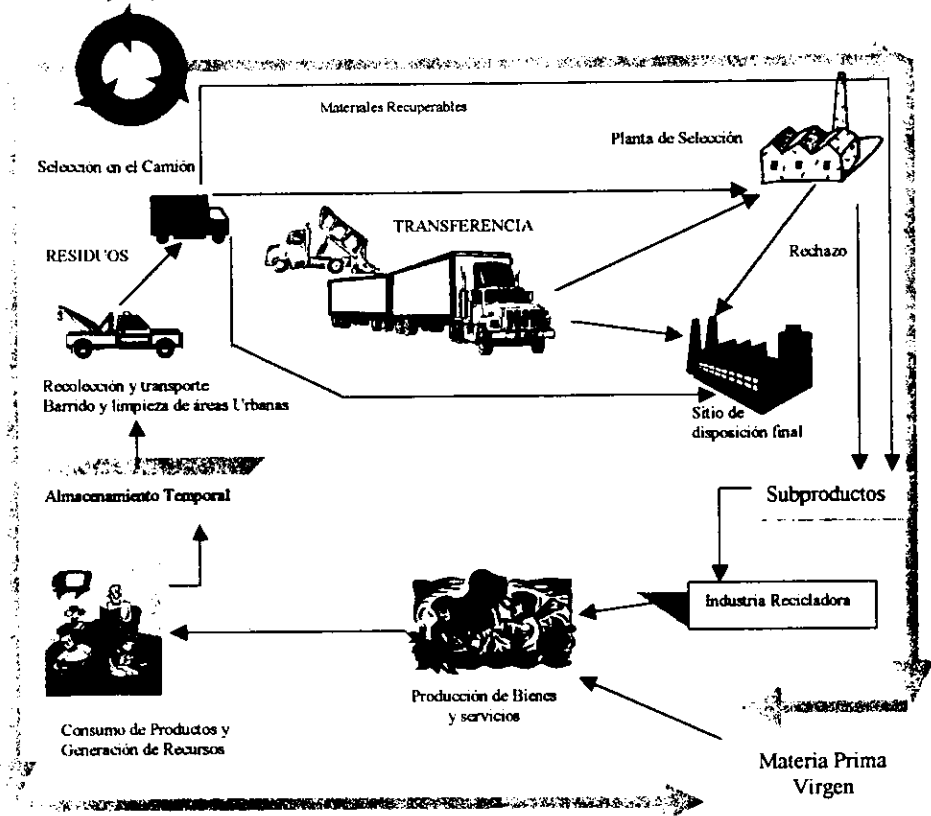 Materiales Recuperables
Planta de Selección
Selección en el Camión
TRANSFERENCIA
RESIDUOS
Rechazo
Recolección y transporte
Barrido y limpieza de áreas Urbanas
Sitio de
disposición final
Almacenamiento Temporal
Subproductos
Industria Recicladora
Producción de Bienes
y servicios
Consumo de Productos y
Generación de Recursos
Materia Prima
Virgen